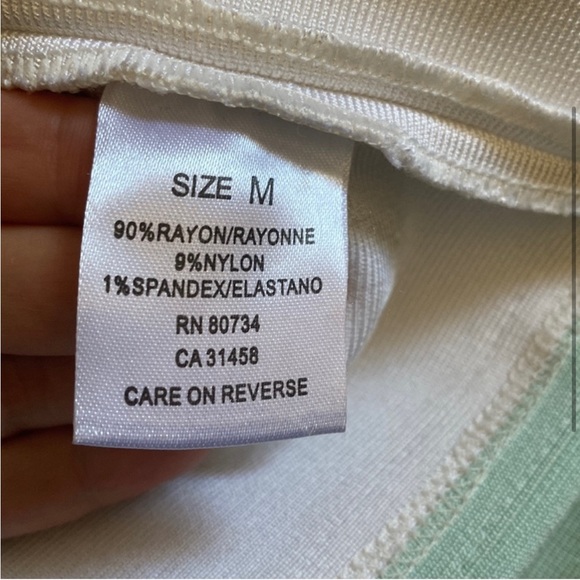 SIZE M
90%RAYON/RAYONNE
9%NYLON
1%SPANDEX/ELASTANO
RN 80734
CA 31458
CARE ON REVERSE